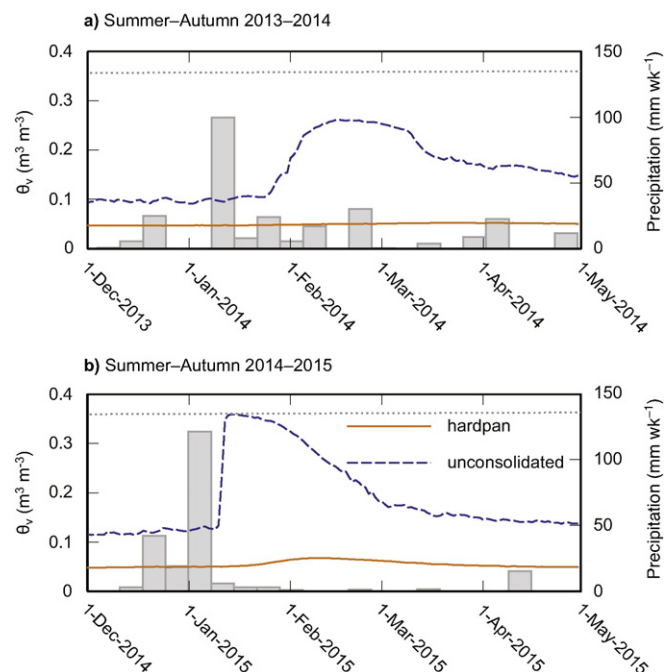 a) Summer–Autumn 2013–2014
0.4
0.3
0.2
0.1
0
θv (m³ m⁻³)
150
100
50
0
Precipitation (mm wk⁻¹)
1-Dec-2013
1-Jan-2014
1-Feb-2014
1-Mar-2014
1-Apr-2014
1-May-2014
b) Summer–Autumn 2014–2015
0.4
0.3
0.2
0.1
0
θv (m³ m⁻³)
hardpan
unconsolidated
150
100
50
0
Precipitation (mm wk⁻¹)
1-Dec-2014
1-Jan-2015
1-Feb-2015
1-Mar-2015
1-Apr-2015
1-May-2015